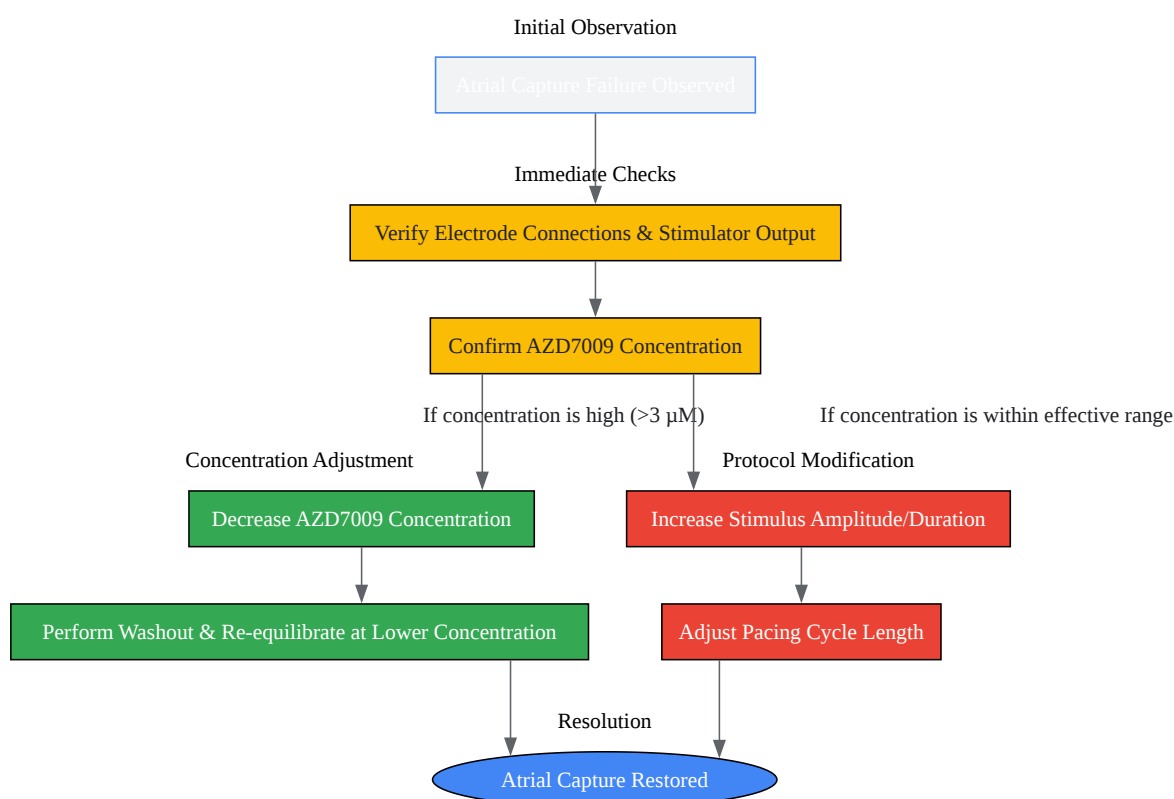 Initial Observation
Atrial Capture Failure Observed
Immediate Checks
Verify Electrode Connections & Stimulator Output
Confirm AZD7009 Concentration
If concentration is high (>3 µM)
If concentration is within effective range
Concentration Adjustment
Protocol Modification
Decrease AZD7009 Concentration
Increase Stimulus Amplitude/Duration
Perform Washout & Re-equilibrate at Lower Concentration
Adjust Pacing Cycle Length
Resolution
Atrial Capture Restored